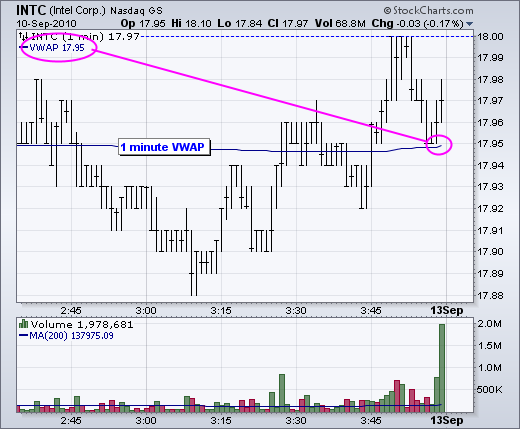 INTC (Intel Corp.) Nasdaq GS © StockCharts.com
10-Sep-2010 Op 17.95 Hi 18.10 Lo 17.84 Cl 17.97 Vol 68.8M Chg -0.03 (-0.17%)
INTC (1 min) 17.97
VWAP 17.95
18.00
17.99
17.98
17.97
17.96
17.95
1 minute VWAP
17.94
17.93
17.92
17.91
17.90
17.89
17.88
2:45 3:00 3:15 3:30 3:45 13Sep
Volume 1,978,681
MA(200) 137975.09
2.0M
1.5M
1.0M
500K
2:45 3:00 3:15 3:30 3:45 13Sep